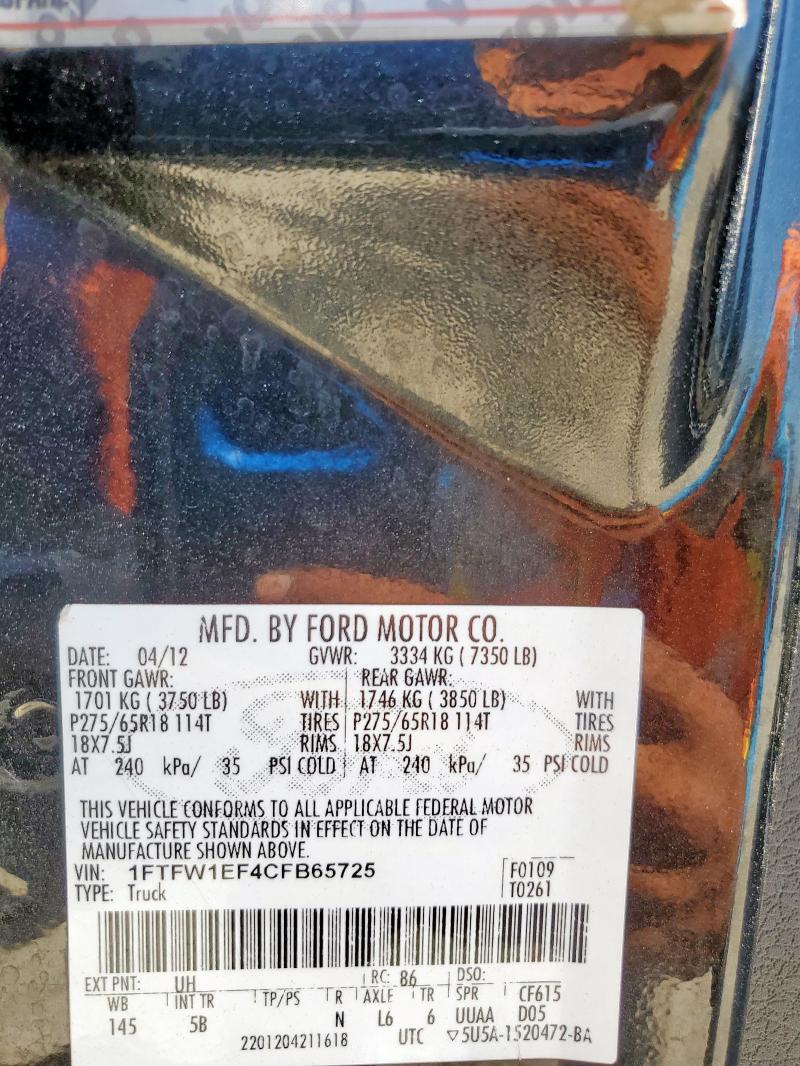 MFD. BY FORD MOTOR CO.
DATE: 04/12 GVWR: 3334 KG ( 7350 LB)
FRONT GAWR: REAR GAWR:
1701 KG ( 3750 LB) WITH 1746 KG ( 3850 LB) WITH
P275/65R18 114T TIRES P275/65R18 114T TIRES
18X7.5J RIMS 18X7.5J RIMS
AT 240 kPa/ 35 PSI COLD AT 240 kPa/ 35 PSI COLD
THIS VEHICLE CONFORMS TO ALL APPLICABLE FEDERAL MOTOR
VEHICLE SAFETY STANDARDS IN EFFECT ON THE DATE OF
MANUFACTURE SHOWN ABOVE.
VIN: 1FTFW1EF4CFB65725 F0109
TYPE: Truck T0261
EXT PNT: UH RC: 86 DSO:
WB INT TR TP/PS R AXLE TR SPR CF615
145 5B N L6 6 UUAA D05
2201204211618 UTC ▽5U5A-1520472-BA